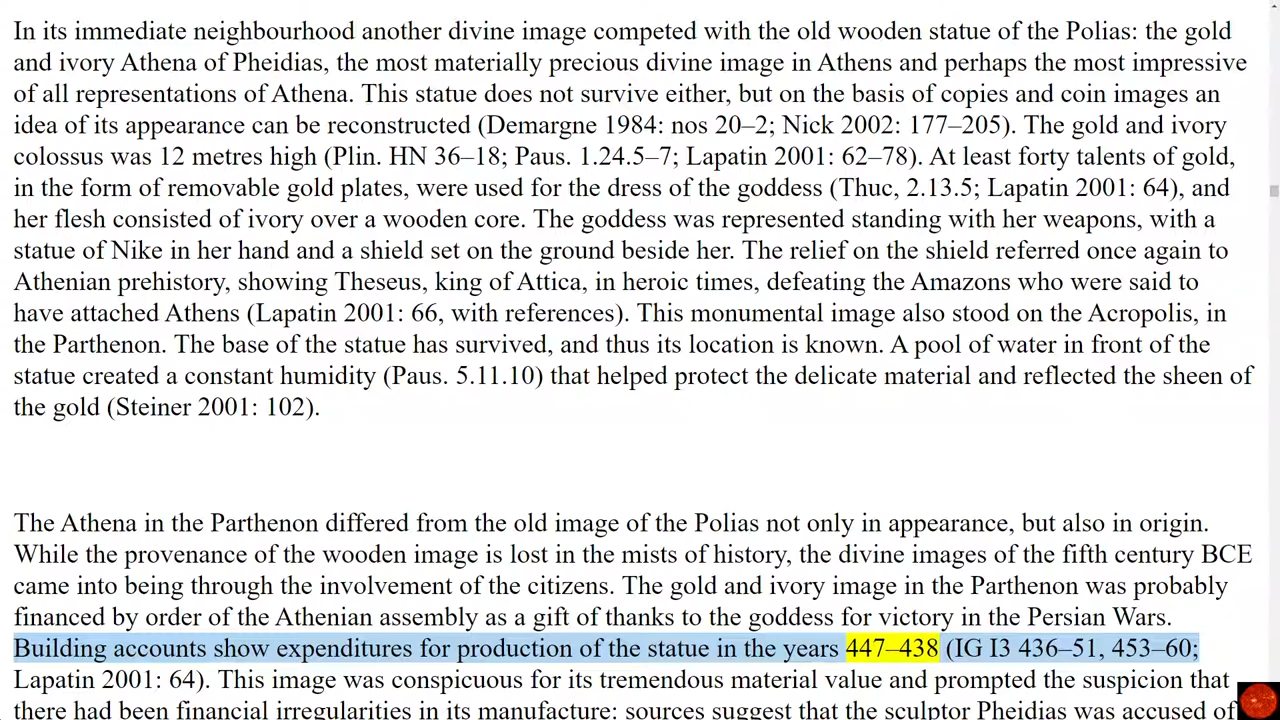 In its immediate neighbourhood another divine image competed with the old wooden statue of the Polias: the gold
and ivory Athena of Pheidias, the most materially precious divine image in Athens and perhaps the most impressive
of all representations of Athena. This statue does not survive either, but on the basis of copies and coin images an
idea of its appearance can be reconstructed (Demargne 1984: nos 20–2; Nick 2002: 177–205). The gold and ivory
colossus was 12 metres high (Plin. HN 36–18; Paus. 1.24.5–7; Lapatin 2001: 62–78). At least forty talents of gold,
in the form of removable gold plates, were used for the dress of the goddess (Thuc, 2.13.5; Lapatin 2001: 64), and
her flesh consisted of ivory over a wooden core. The goddess was represented standing with her weapons, with a
statue of Nike in her hand and a shield set on the ground beside her. The relief on the shield referred once again to
Athenian prehistory, showing Theseus, king of Attica, in heroic times, defeating the Amazons who were said to
have attached Athens (Lapatin 2001: 66, with references). This monumental image also stood on the Acropolis, in
the Parthenon. The base of the statue has survived, and thus its location is known. A pool of water in front of the
statue created a constant humidity (Paus. 5.11.10) that helped protect the delicate material and reflected the sheen of
the gold (Steiner 2001: 102).
The Athena in the Parthenon differed from the old image of the Polias not only in appearance, but also in origin.
While the provenance of the wooden image is lost in the mists of history, the divine images of the fifth century BCE
came into being through the involvement of the citizens. The gold and ivory image in the Parthenon was probably
financed by order of the Athenian assembly as a gift of thanks to the goddess for victory in the Persian Wars.
Building accounts show expenditures for production of the statue in the years 447–438 (IG I3 436–51, 453–60;
Lapatin 2001: 64). This image was conspicuous for its tremendous material value and prompted the suspicion that
there had been financial irregularities in its manufacture: sources suggest that the sculptor Pheidias was accused of